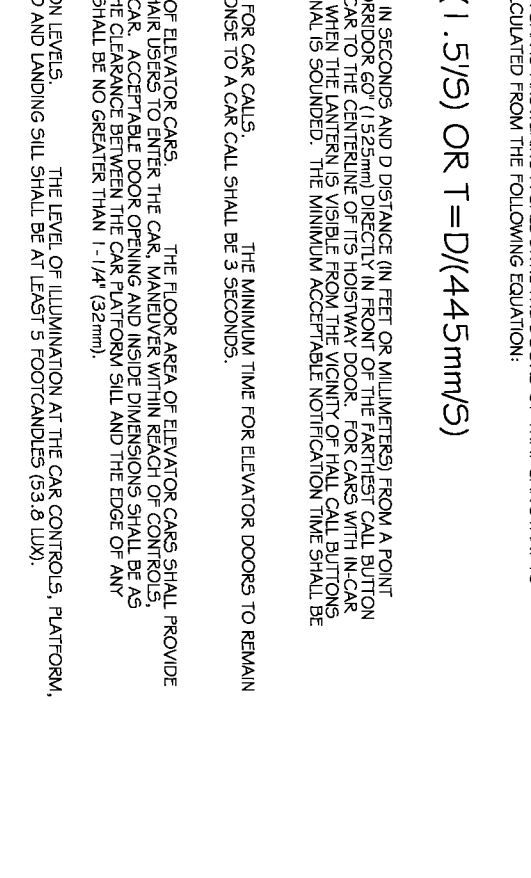 CULATED FROM THE FOLLOWING EQUATION:
(1.5'/S) OR T=D/(445mm/S)
IN SECONDS AND D DISTANCE (IN FEET OR MILLIMETERS) FROM A POINT
RRIDOR 60" (1525mm) DIRECTLY IN FRONT OF THE FARTHEST CALL BUTTON
CAR TO THE CENTERLINE OF ITS HOISTWAY DOOR. FOR CARS WITH IN-CAR
WHEN THE LANTERN IS VISIBLE FROM THE VICINITY OF HALL CALL BUTTONS
NAL IS SOUNDED. THE MINIMUM ACCEPTABLE NOTIFICATION TIME SHALL BE
FOR CAR CALLS. THE MINIMUM TIME FOR ELEVATOR DOORS TO REMAIN
ONSE TO A CAR CALL SHALL BE 3 SECONDS.
OF ELEVATOR CARS. THE FLOOR AREA OF ELEVATOR CARS SHALL PROVIDE
AIR USERS TO ENTER THE CAR, MANEUVER WITHIN REACH OF CONTROLS,
CAR. ACCEPTABLE DOOR OPENING AND INSIDE DIMENSIONS SHALL BE AS
HE CLEARANCE BETWEEN THE CAR PLATFORM SILL AND THE EDGE OF ANY
SHALL BE NO GREATER THAN 1-1/4" (32mm).
ON LEVELS. THE LEVEL OF ILLUMINATION AT THE CAR CONTROLS, PLATFORM,
D AND LANDING SILL SHALL BE AT LEAST 5 FOOTCANDLES (53.8 LUX).